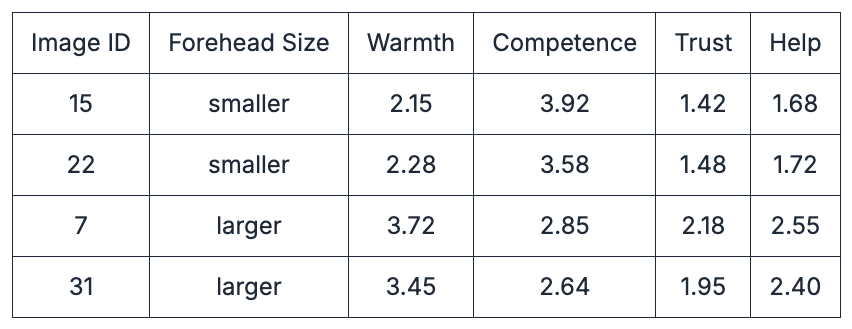 Image ID Forehead Size Warmth Competence Trust Help
15 smaller 2.15 3.92 1.42 1.68
22 smaller 2.28 3.58 1.48 1.72
7 larger 3.72 2.85 2.18 2.55
31 larger 3.45 2.64 1.95 2.40